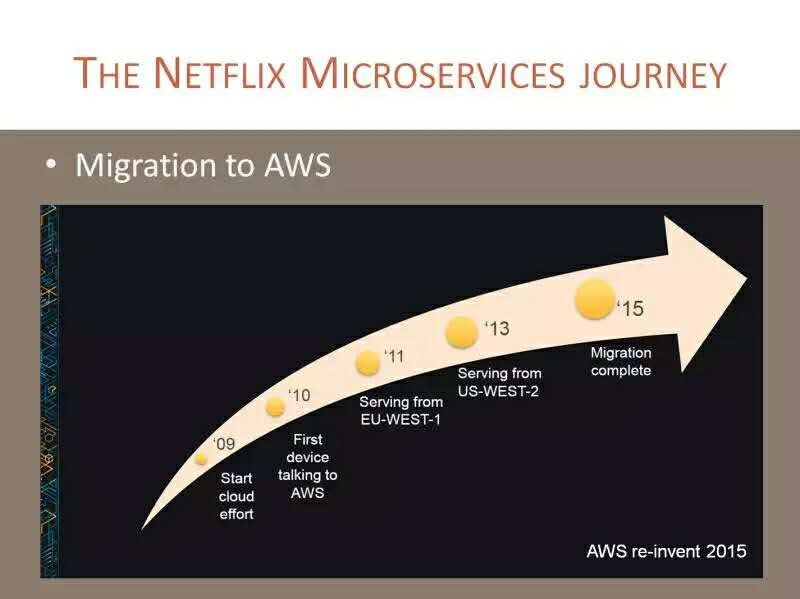 THE NETFLIX MICROSERVICES JOURNEY
• Migration to AWS
‘09
Start
cloud
effort
‘10
First
device
talking to
AWS
‘11
Serving from
EU-WEST-1
‘13
Serving from
US-WEST-2
‘15
Migration
complete
AWS re-invent 2015